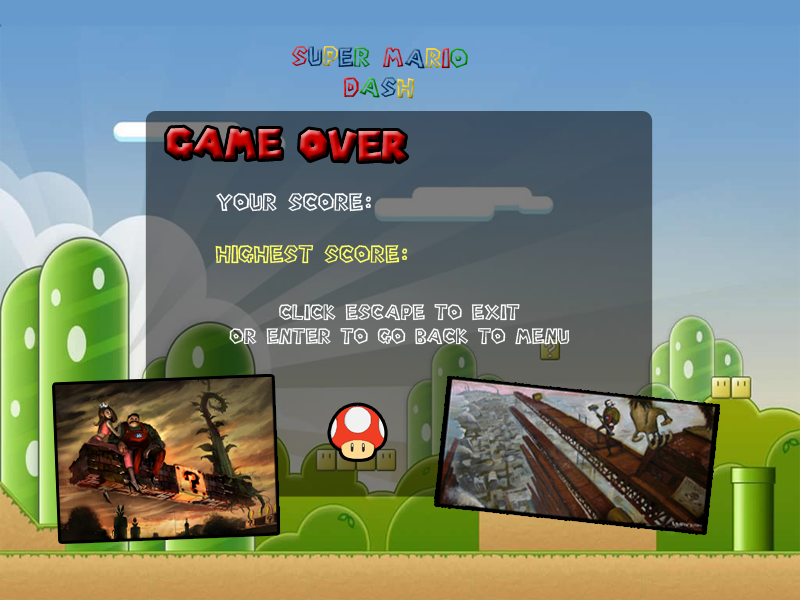 SUPER MARIO
DASH
GAME OVER
YOUR SCORE:
HIGHEST SCORE:
CLICK ESCAPE TO EXIT
OR ENTER TO GO BACK TO MENU
?
?